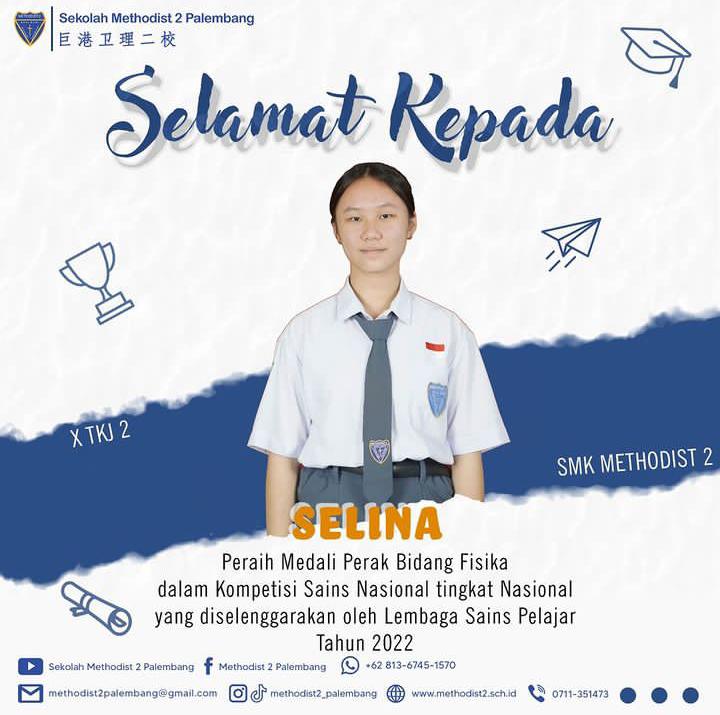 Sekolah Methodist 2 Palembang
巨港卫理二校
Selamat Kepada
X TKJ 2
SMK METHODIST 2
SELINA
Peraih Medali Perak Bidang Fisika
dalam Kompetisi Sains Nasional tingkat Nasional
yang diselenggarakan oleh Lembaga Sains Pelajar
Tahun 2022
Sekolah Methodist 2 Palembang Methodist 2 Palembang +62 813-6745-1570
methodist2palembang@gmail.com methodist2_palembang www.methodist2.sch.id 0711-351473